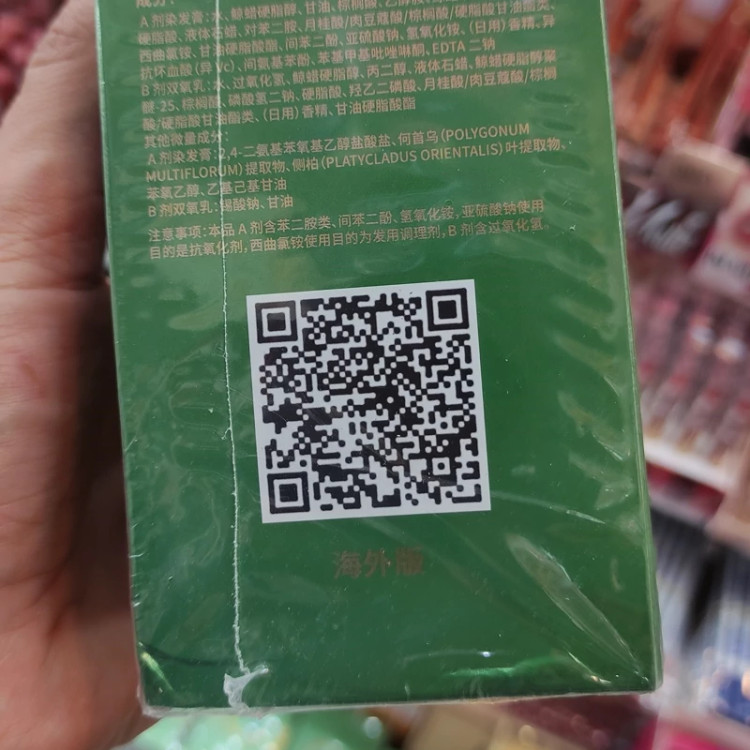 成分:
A 剂染发膏:水、鲸蜡硬脂醇、甘油、棕榈酸、乙醇胺、
硬脂酸、液体石蜡、对苯二胺、月桂酸/肉豆蔻酸/棕榈酸/硬脂酸甘油酯类、
西曲氯铵、甘油硬脂酸酯、间苯二酚、亚硫酸钠、氢氧化铵、(日用)香精、异
抗坏血酸(异 Vc)、间氨基苯酚、苯基甲基吡唑啉酮、EDTA 二钠
B 剂双氧乳:水、过氧化氢、鲸蜡硬脂醇、丙二醇、液体石蜡、鲸蜡硬脂醇聚
醚-25、棕榈酸、磷酸氢二钠、硬脂酸、羟乙二磷酸、月桂酸/肉豆蔻酸/棕榈
酸/硬脂酸甘油酯类、(日用)香精、甘油硬脂酸酯
其他微量成分:
A 剂染发膏:2,4-二氨基苯氧基乙醇盐酸盐、何首乌(POLYGONUM
MULTIFLORUM)提取物、侧柏(PLATYCLADUS ORIENTALIS)叶提取物、
苯氧乙醇、乙基己基甘油
B 剂双氧乳:锡酸钠、甘油
注意事项:本品 A 剂含苯二胺类、间苯二酚、氢氧化铵,亚硫酸钠使用
目的是抗氧化剂,西曲氯铵使用目的为发用调理剂,B 剂含过氧化氢。
海外版